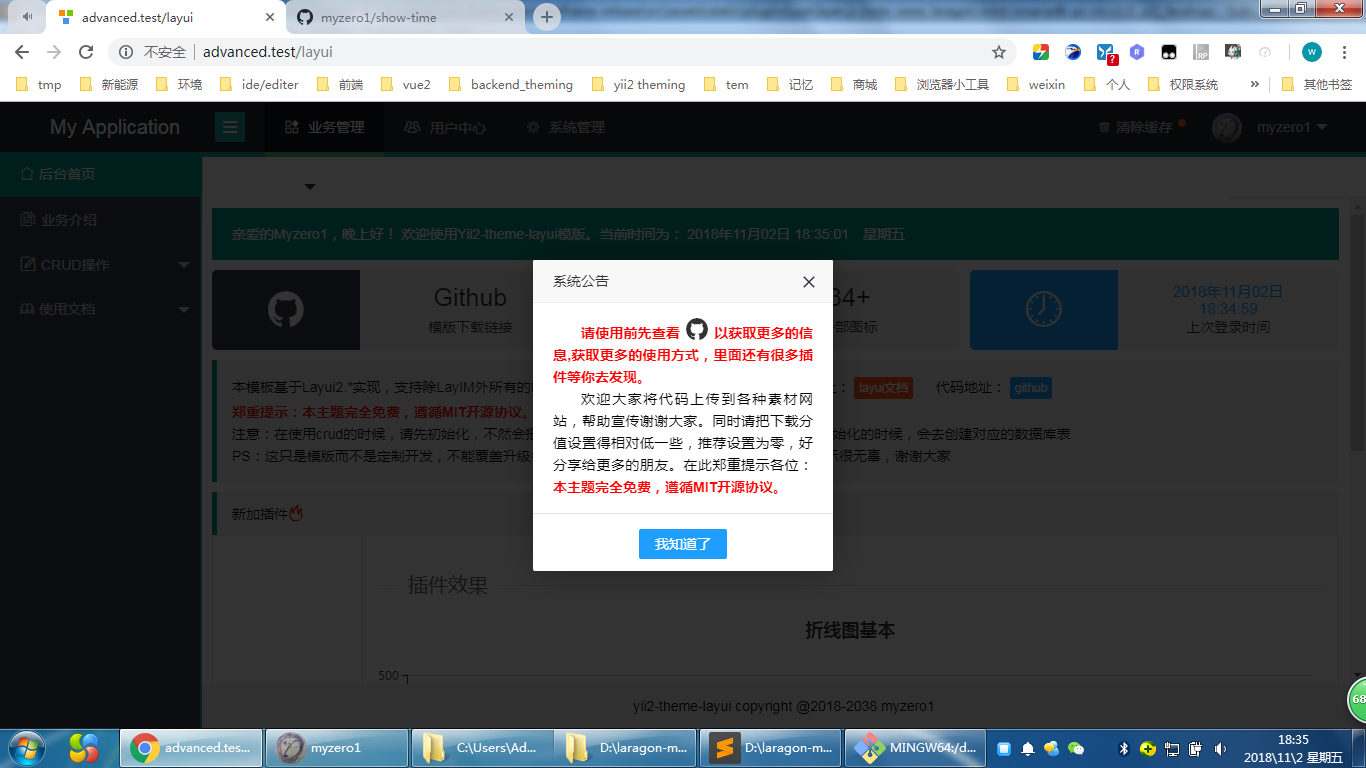 advanced.test/layui
myzero1/show-time
不安全
advanced.test/layui
tmp
新能源
环境
ide/editer
前端
vue2
backend_theming
yii2 theming
tem
记忆
商城
浏览器小工具
weixin
个人
权限系统
»
其他书签
My Application
业务管理
用户中心
系统管理
清除缓存
myzero1
后台首页
业务介绍
CRUD操作
使用文档
亲爱的Myzero1，晚上好！ 欢迎使用Yii2-theme-layui模版。当前时间为： 2018年11月02日 18:35:01 星期五
Github
模版下载链接
34+
部图标
2018年11月02日
18:34:59
上次登录时间
系统公告
请使用前先查看 以获取更多的信
息,获取更多的使用方式，里面还有很多插
件等你去发现。
欢迎大家将代码上传到各种素材网
站，帮助宣传谢谢大家。同时请把下载分
值设置得相对低一些，推荐设置为零，好
分享给更多的朋友。在此郑重提示各位：
本主题完全免费，遵循MIT开源协议。
我知道了
本模板基于Layui2.*实现，支持除LayIM外所有的
layui文档 代码地址： github
郑重提示：本主题完全免费，遵循MIT开源协议。
注意：在使用crud的时候，请先初始化，不然会
始化的时候，会去创建对应的数据库表
PS：这只是模版而不是定制开发，不能覆盖升级
示很无辜，谢谢大家
新加插件
插件效果
折线图基本
500
yii2-theme-layui copyright @2018-2038 myzero1
68
advanced.tes...
myzero1
C:\Users\Ad...
D:\laragon-m...
D:\laragon-m...
MINGW64:/d...
18:35
2018\11\2 星期五